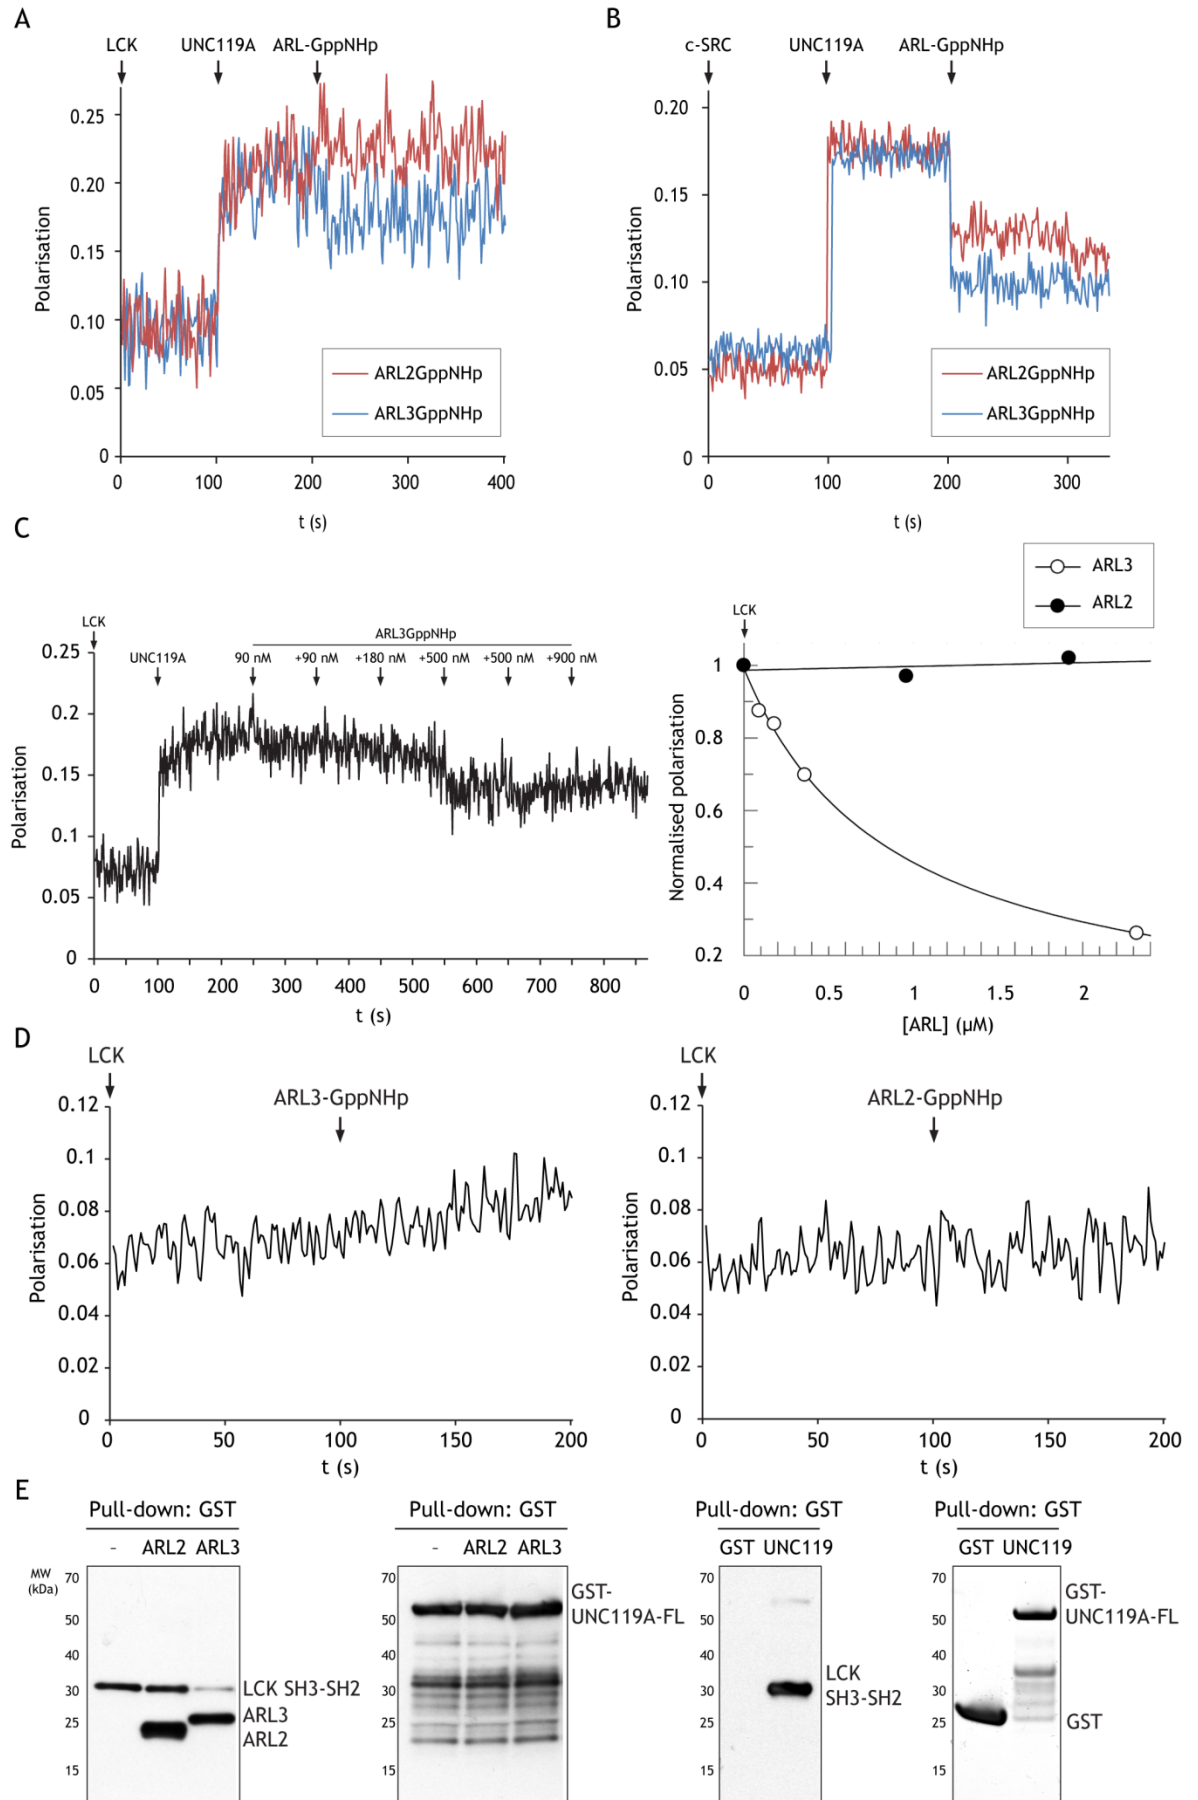 A
LCK UNC119A ARL-GppNHp
0.25
0.20
0.15
0.10
0.05
0
Polarisation
ARL2GppNHp
ARL3GppNHp
0 100 200 300 400
t (s)
B
c-SRC UNC119A ARL-GppNHp
0.20
0.15
0.10
0.05
0
Polarisation
ARL2GppNHp
ARL3GppNHp
0 100 200 300
t (s)
C
LCK
ARL3GppNHp
UNC119A 90 nM +90 nM +180 nM +500 nM +500 nM +900 nM
0.25
0.2
0.15
0.1
0.05
0
Polarisation
0 100 200 300 400 500 600 700 800
t (s)
ARL3
ARL2
LCK
1
0.8
0.6
0.4
0.2
Normalised polarisation
0 0.5 1 1.5 2
[ARL] (µM)
D
LCK
ARL3-GppNHp
0.12
0.1
0.08
0.06
0.04
0.02
0
Polarisation
0 50 100 150 200
t (s)
LCK
ARL2-GppNHp
0.12
0.1
0.08
0.06
0.04
0.02
0
Polarisation
0 50 100 150 200
t (s)
E
Pull-down: GST
- ARL2 ARL3
MW
(kDa)
70
50
40
30
25
15
LCK SH3-SH2
ARL3
ARL2
Pull-down: GST
- ARL2 ARL3
70
50
40
30
25
15
GST-
UNC119A-FL
Pull-down: GST
GST UNC119
70
50
40
30
25
15
LCK
SH3-SH2
Pull-down: GST
GST UNC119
70
50
40
30
25
15
GST-
UNC119A-FL
GST